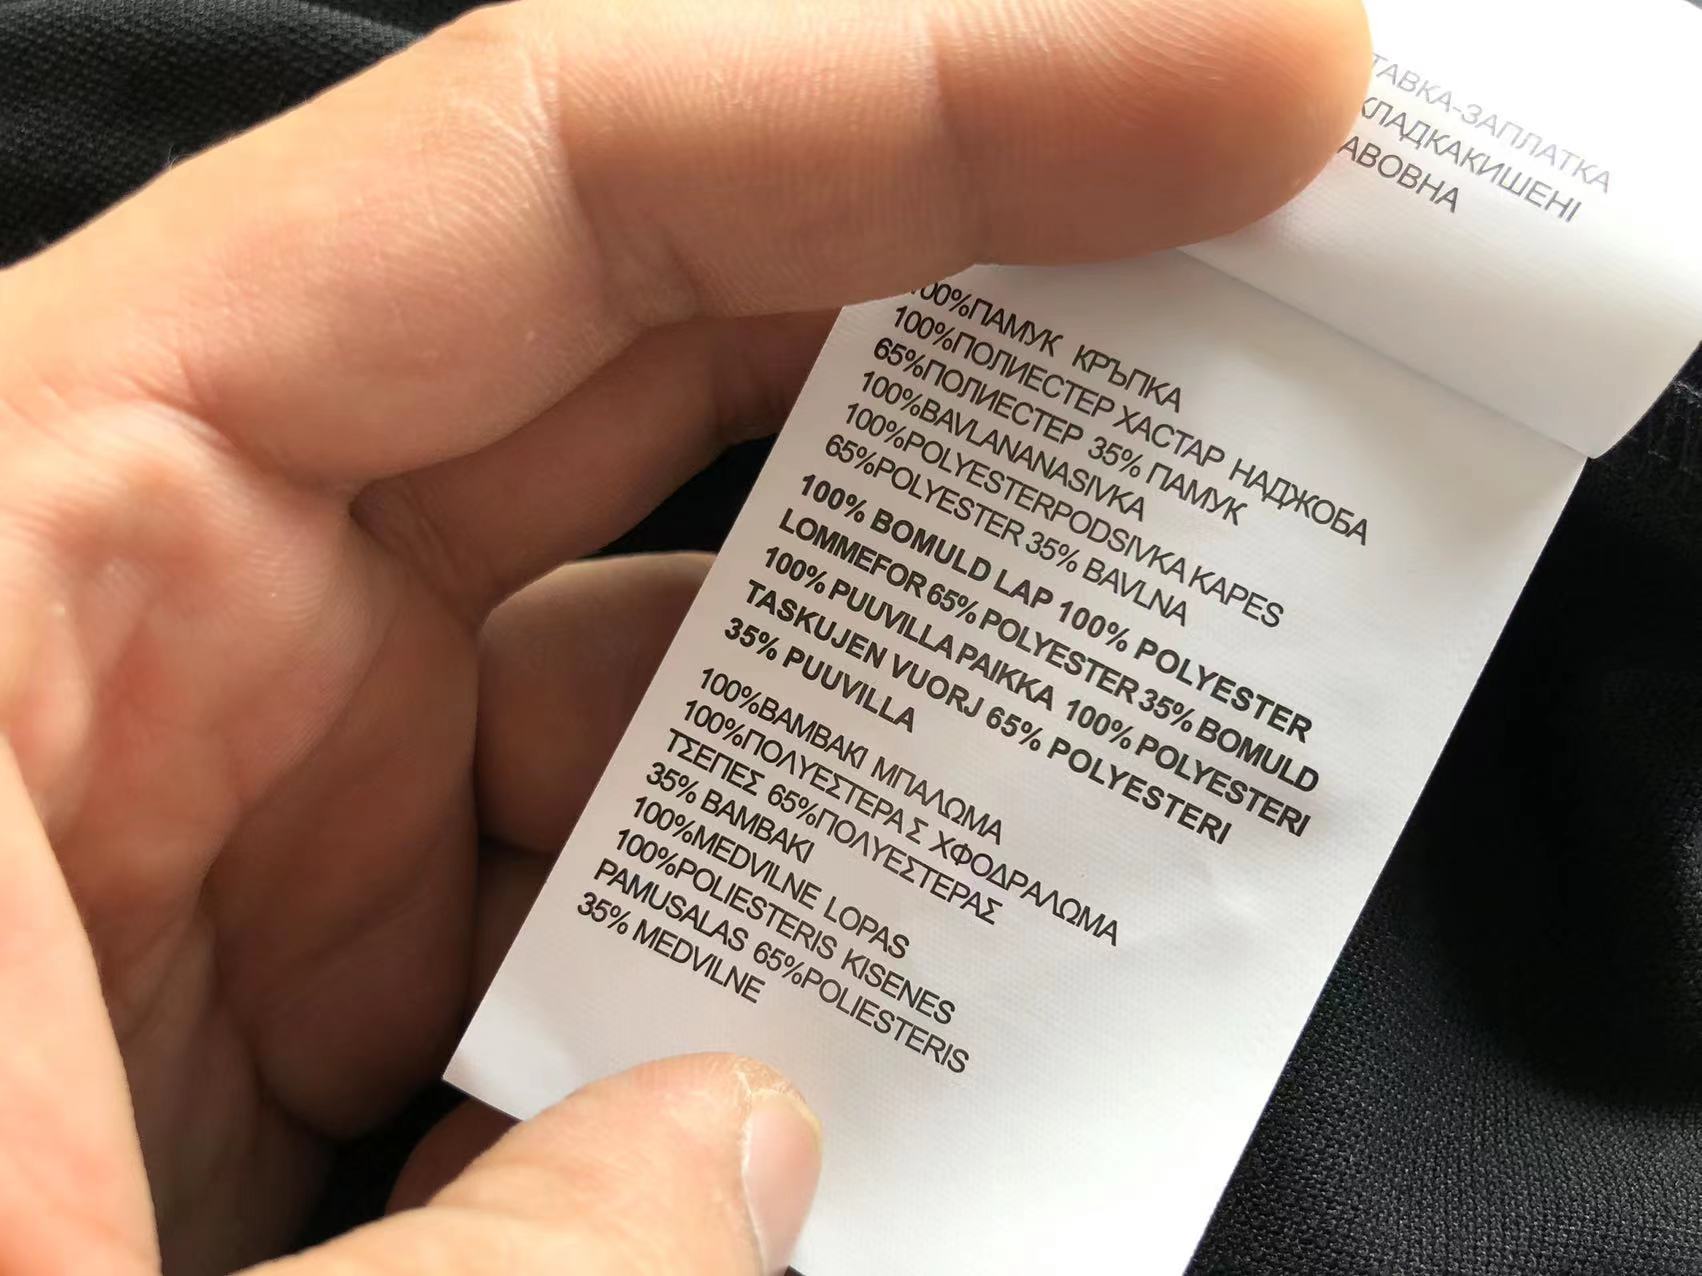 ТАВКА-ЗАПЛАТКА
КЛАДКАКИШЕНІ
АВОВНА
100%ПАМУК КРЪПКА
100%ПОЛИЕСТЕР ХАСТАР НАДЖОБА
65%ПОЛИЕСТЕР 35% ПАМУК
100%BAVLANANASIVKA
100%POLYESTERPODSIVKA KAPES
65%POLYESTER 35% BAVLNA
100% BOMULD LAP 100% POLYESTER
LOMMEFOR 65% POLYESTER 35% BOMULD
100% PUUVILLA PAIKKA 100% POLYESTERI
TASKUJEN VUORJ 65% POLYESTERI
35% PUUVILLA
100%ΒΑΜΒΑΚΙ ΜΠΑΛΩΜΑ
100%ΠΟΛΥΕΣΤΕΡΑΣ ΧΦΟΔΡΑΛΩΜΑ
ΤΣΕΠΕΣ 65%ΠΟΛΥΕΣΤΕΡΑΣ
35% ΒΑΜΒΑΚΙ
100%MEDVILNE LOPAS
100%POLIESTERIS KISENES
PAMUSALAS 65%POLIESTERIS
35% MEDVILNE